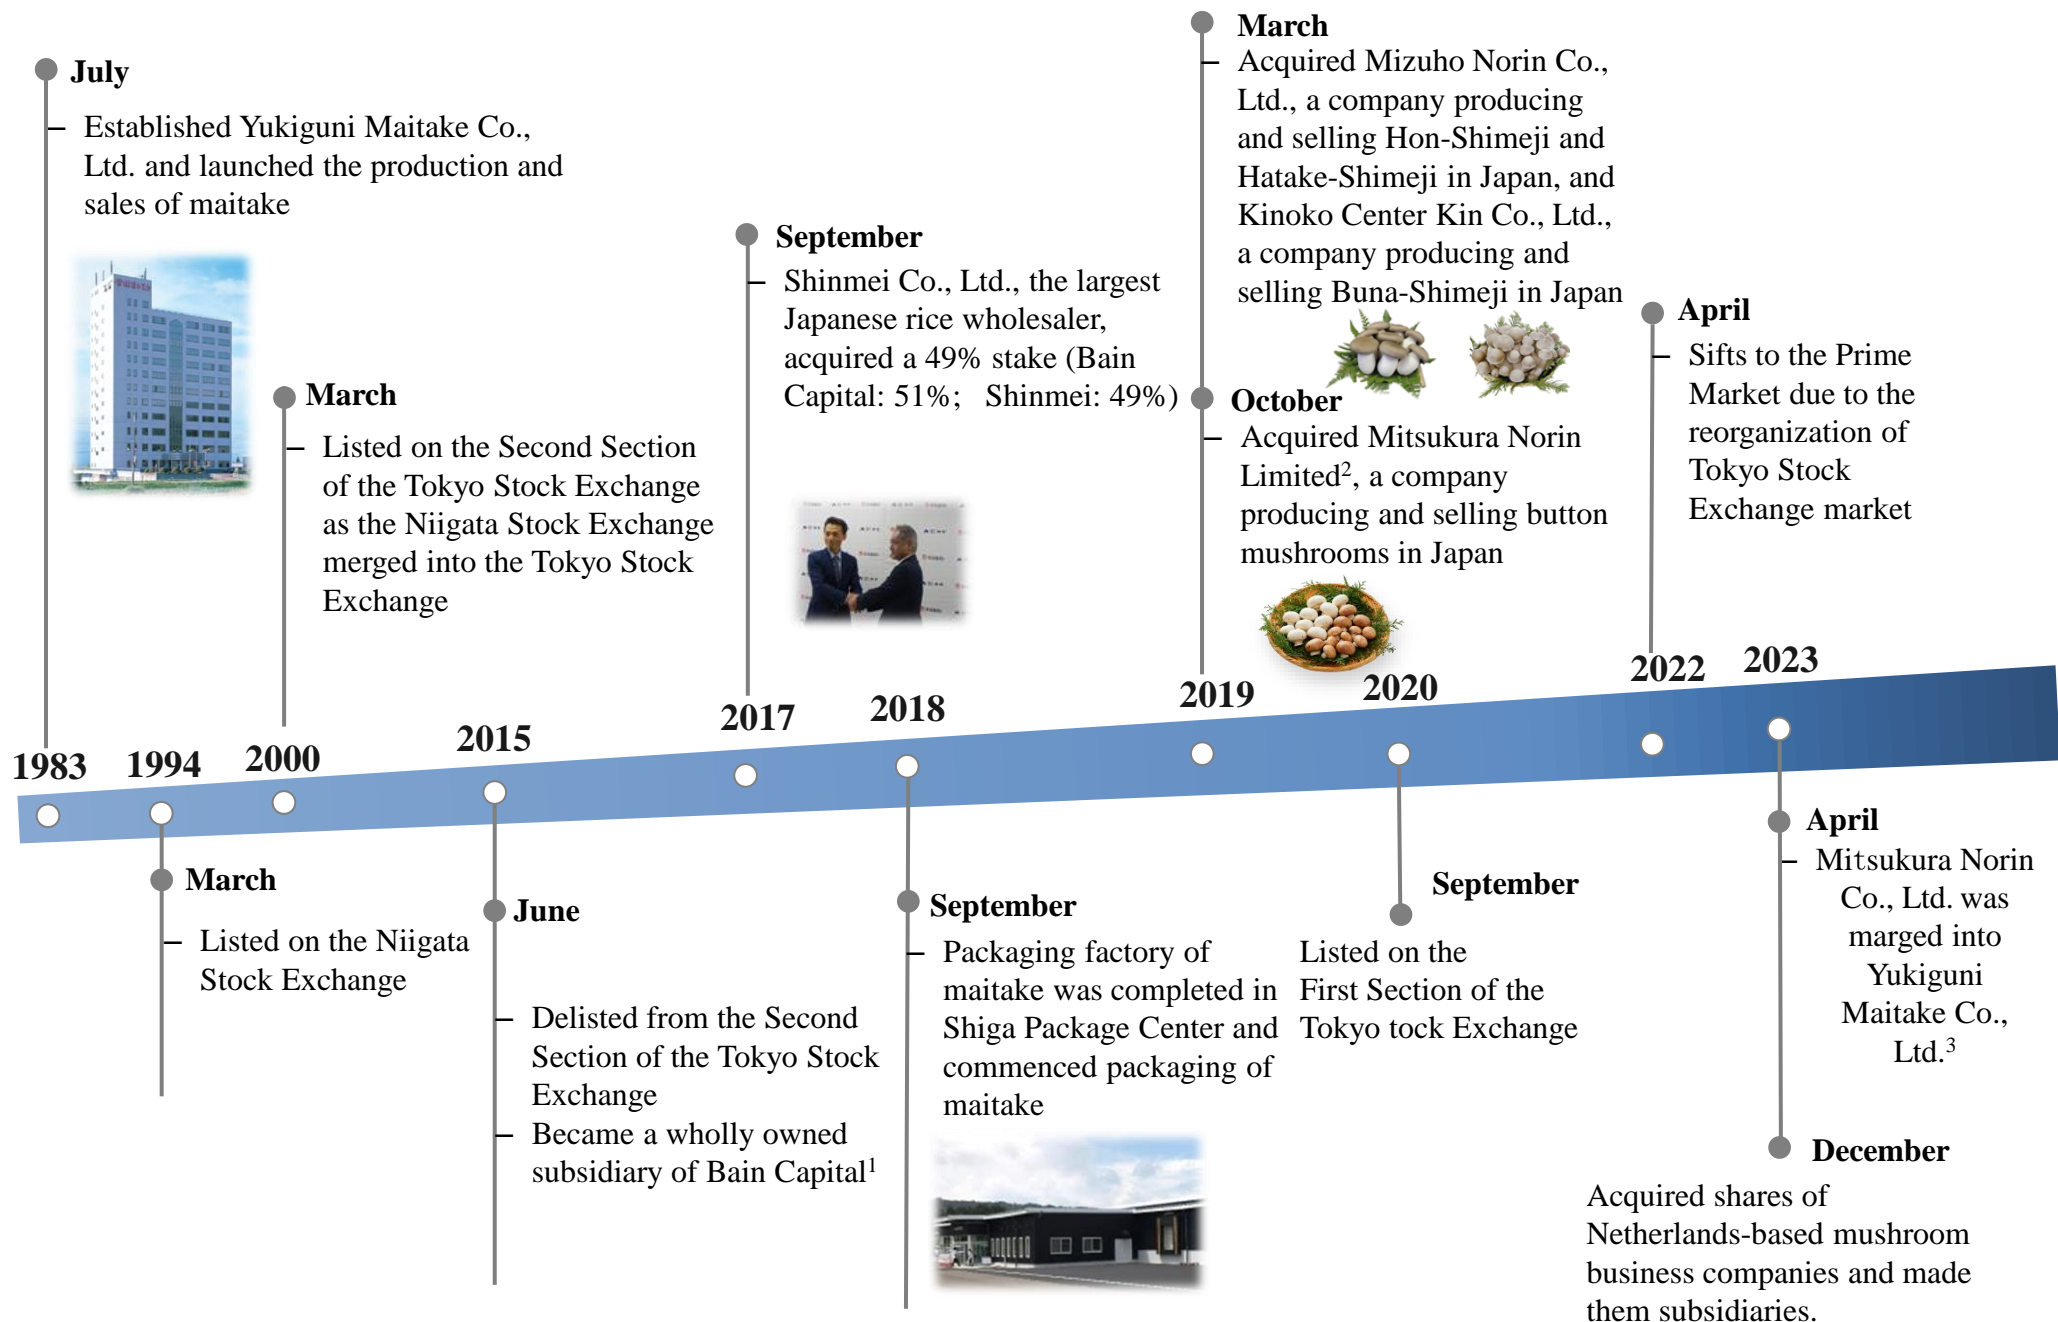 July
– Established Yukiguni Maitake Co.,
Ltd. and launched the production and
sales of maitake
March
– Listed on the Second Section
of the Tokyo Stock Exchange
as the Niigata Stock Exchange
merged into the Tokyo Stock
Exchange
September
– Shinmei Co., Ltd., the largest
Japanese rice wholesaler,
acquired a 49% stake (Bain
Capital: 51%; Shinmei: 49%)
March
– Acquired Mizuho Norin Co.,
Ltd., a company producing
and selling Hon-Shimeji and
Hatake-Shimeji in Japan, and
Kinoko Center Kin Co., Ltd.,
a company producing and
selling Buna-Shimeji in Japan
October
– Acquired Mitsukura Norin
Limited², a company
producing and selling button
mushrooms in Japan
April
– Sifts to the Prime
Market due to the
reorganization of
Tokyo Stock
Exchange market
1983
1994
2000
2015
2017
2018
2019
2020
2022
2023
March
– Listed on the Niigata
Stock Exchange
June
– Delisted from the Second
Section of the Tokyo Stock
Exchange
– Became a wholly owned
subsidiary of Bain Capital¹
September
– Packaging factory of
maitake was completed in
Shiga Package Center and
commenced packaging of
maitake
September
Listed on the
First Section of the
Tokyo tock Exchange
April
– Mitsukura Norin
Co., Ltd. was
marged into
Yukiguni
Maitake Co.,
Ltd.³
December
Acquired shares of
Netherlands-based mushroom
business companies and made
them subsidiaries.